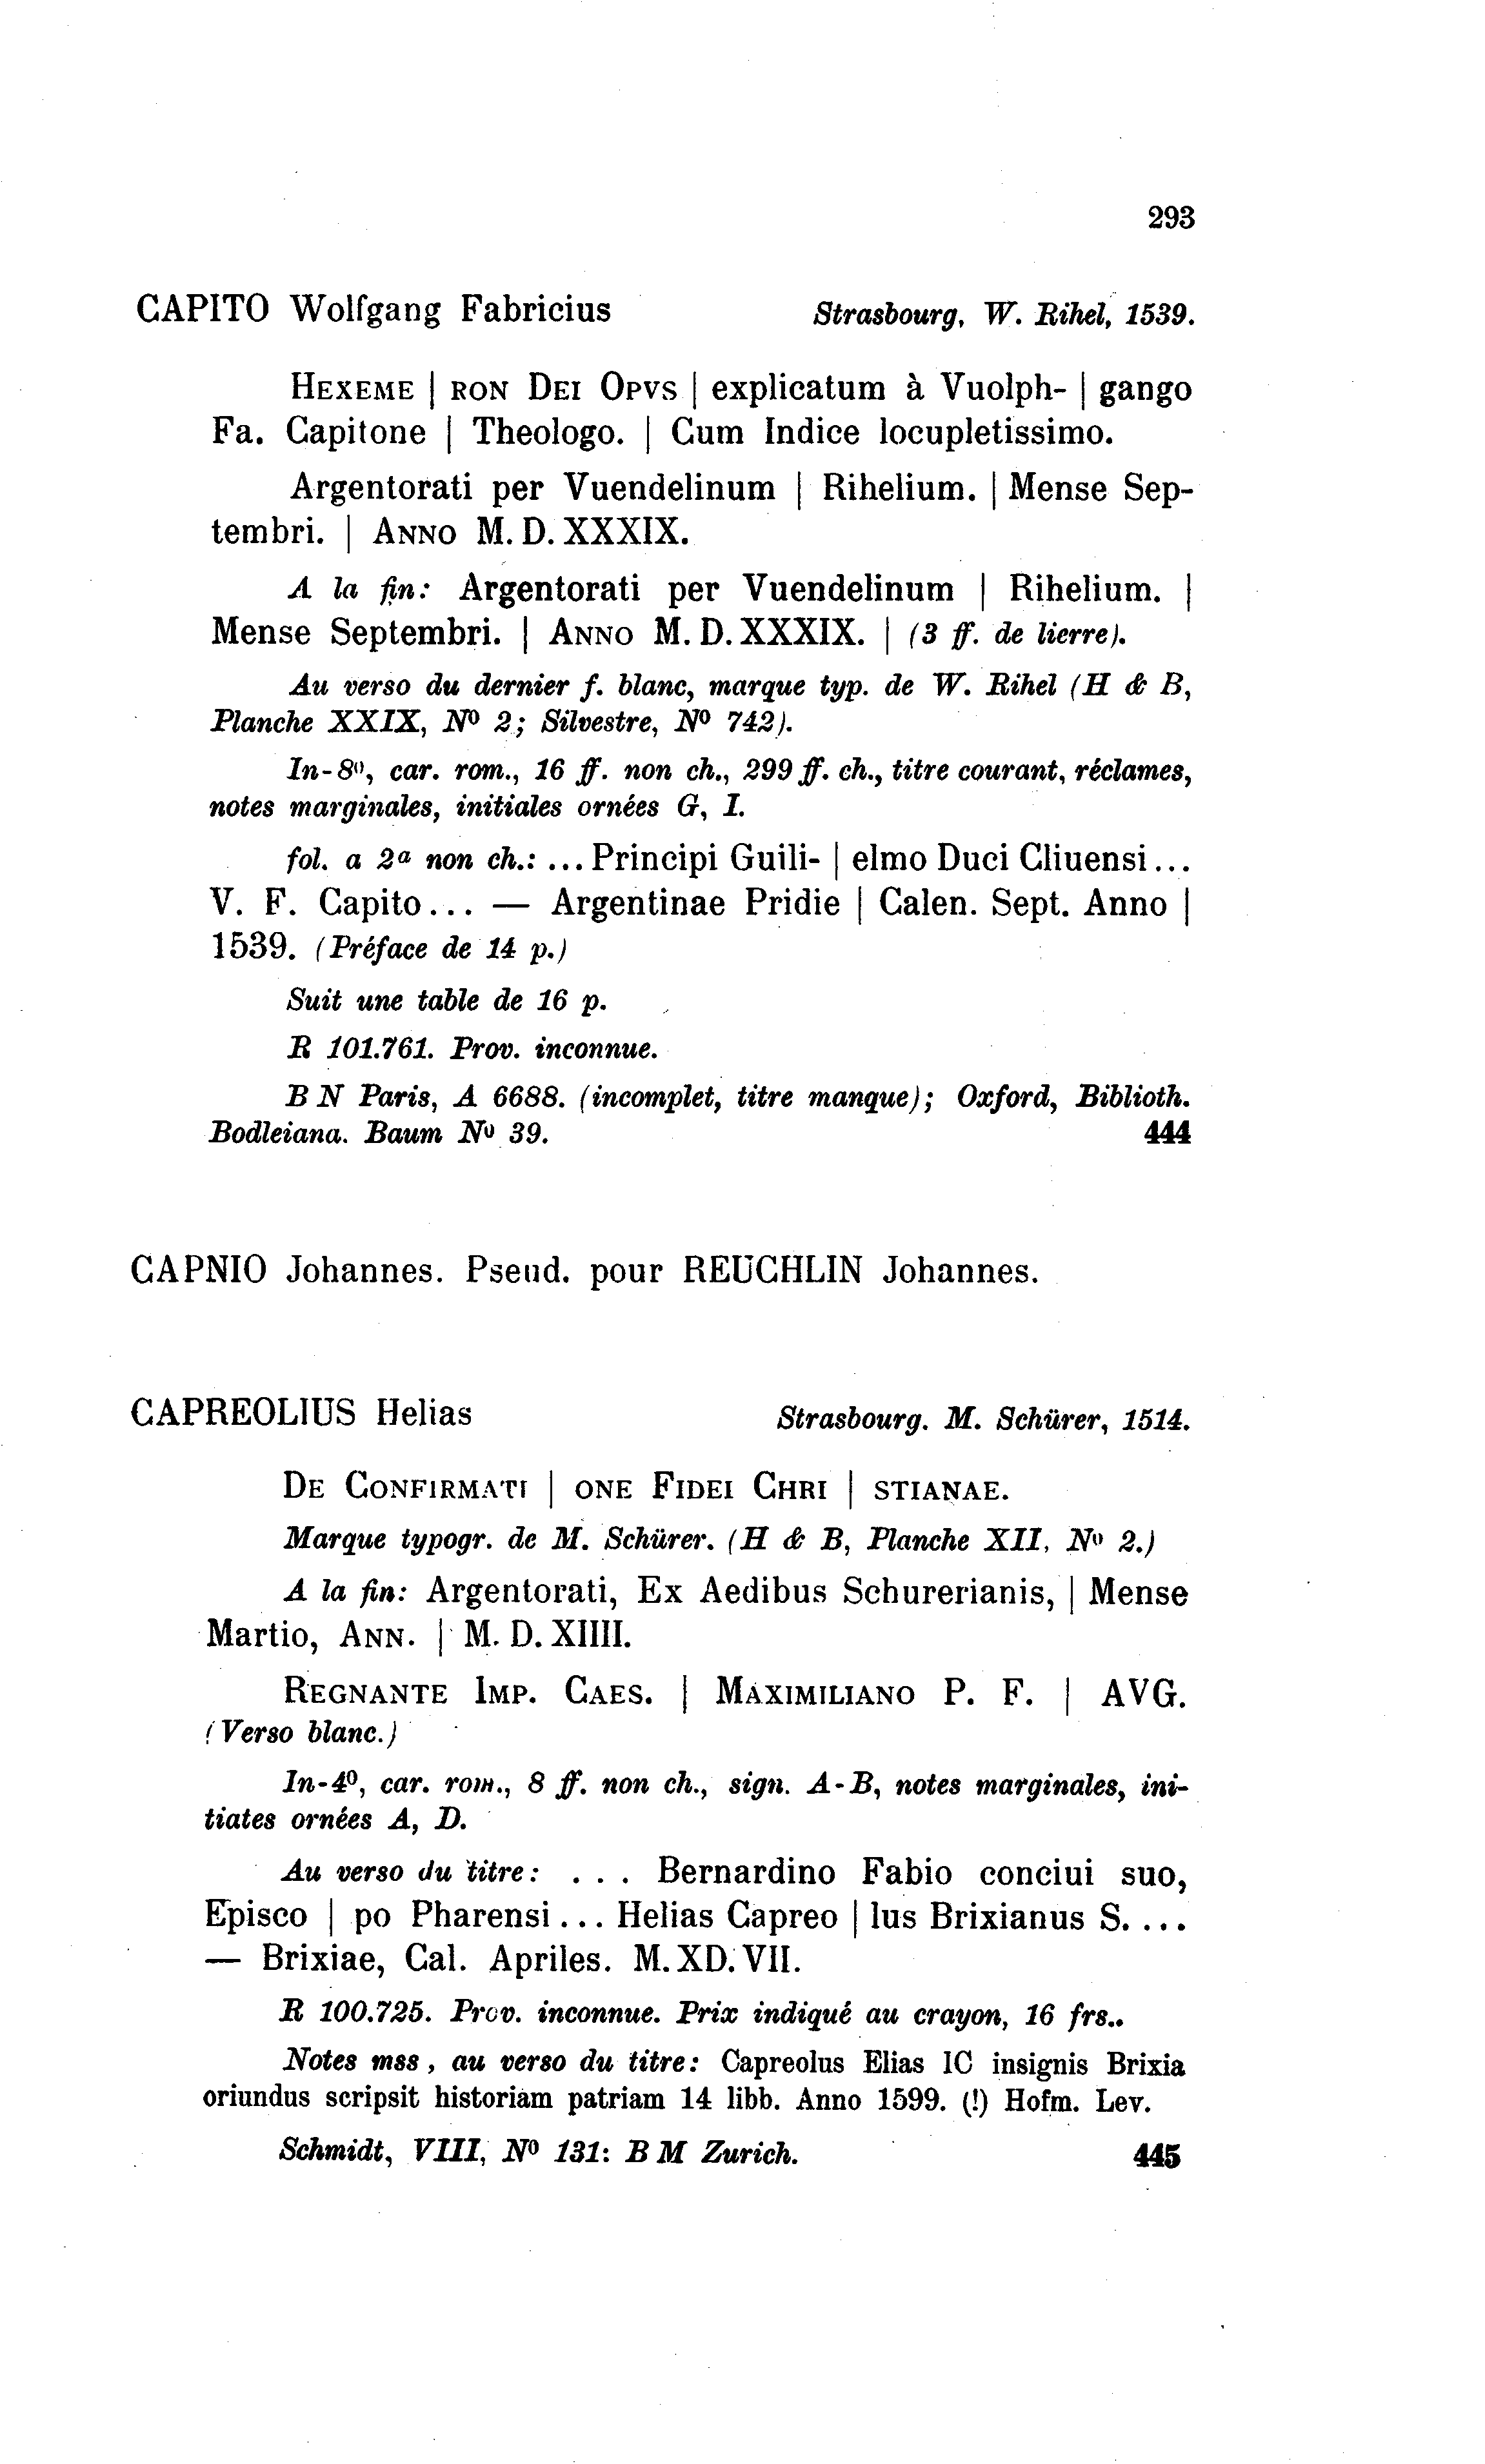 293
CAPITO Wolfgang Fabricius Strasbourg, W. Rihel, 1539.
HEXEME | RON DEI OPVS | explicatum à Vuolph- | gango
Fa. Capitone | Theologo. | Cum Indice locupletissimo.
Argentorati per Vuendelinum | Rihelium. | Mense Sep-
tembri. | ANNO M. D. XXXIX.
A la fin: Argentorati per Vuendelinum | Rihelium. |
Mense Septembri. | ANNO M. D. XXXIX. | (3 ff. de lierre).
Au verso du dernier f. blanc, marque typ. de W. Rihel (H & B,
Planche XXIX, Nº 2; Silvestre, Nº 742).
In-8º, car. rom., 16 ff. non ch., 299 ff. ch., titre courant, réclames,
notes marginales, initiales ornées G, I.
fol. a 2ª non ch.: ... Principi Guili- | elmo Duci Cliuensi...
V. F. Capito... — Argentinae Pridie | Calen. Sept. Anno |
1539. (Préface de 14 p.)
Suit une table de 16 p.
R 101.761. Prov. inconnue.
B N Paris, A 6688. (incomplet, titre manque); Oxford, Biblioth.
Bodleiana. Baum Nº 39. 444
CAPNIO Johannes. Pseud. pour REUCHLIN Johannes.
CAPREOLIUS Helias Strasbourg. M. Schürer, 1514.
DE CONFIRMATI | ONE FIDEI CHRI | STIANAE.
Marque typogr. de M. Schürer. (H & B, Planche XII, Nº 2.)
A la fin: Argentorati, Ex Aedibus Schurerianis, | Mense
Martio, ANN. | M. D. XIIII.
REGNANTE IMP. CAES. | MAXIMILIANO P. F. | AVG.
(Verso blanc.)
In-4º, car. rom., 8 ff. non ch., sign. A-B, notes marginales, ini-
tiates ornées A, D.
Au verso du titre: ... Bernardino Fabio conciui suo,
Episco | po Pharensi... Helias Capreo | lus Brixianus S....
— Brixiae, Cal. Apriles. M. XD. VII.
R 100.725. Prov. inconnue. Prix indiqué au crayon, 16 frs..
Notes mss, au verso du titre: Capreolus Elias IC insignis Brixia
oriundus scripsit historiam patriam 14 libb. Anno 1599. (!) Hofm. Lev.
Schmidt, VIII, Nº 131: B M Zurich. 445